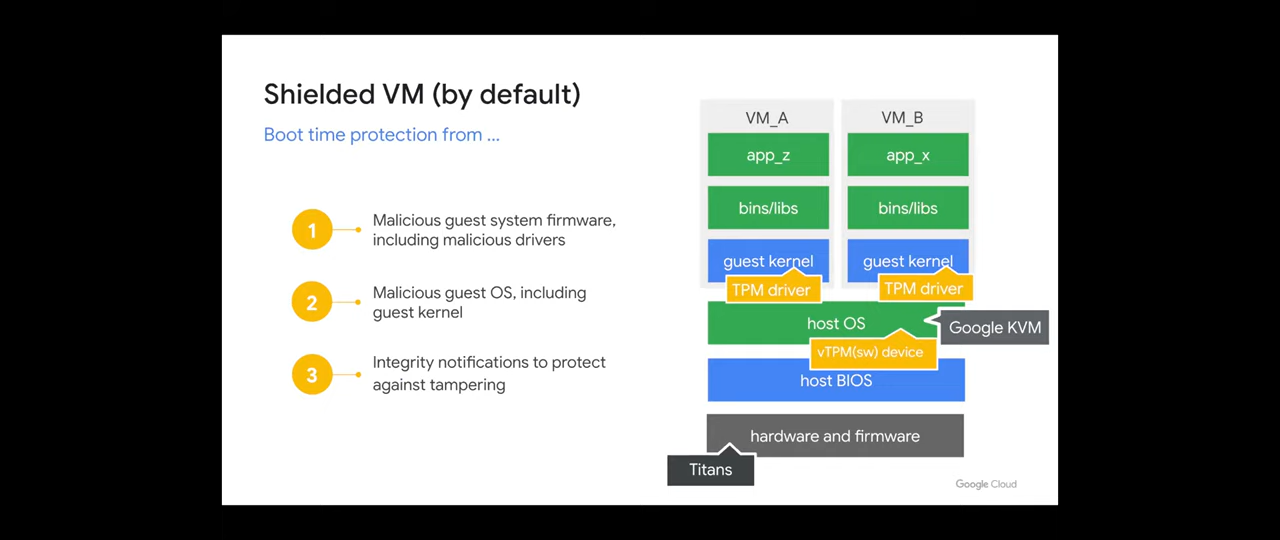 Shielded VM (by default)
Boot time protection from ...
1
Malicious guest system firmware,
including malicious drivers
2
Malicious guest OS, including
guest kernel
3
Integrity notifications to protect
against tampering
VM_A
app_z
bins/libs
guest kernel
TPM driver
VM_B
app_x
bins/libs
guest kernel
TPM driver
host OS
Google KVM
vTPM(sw) device
host BIOS
hardware and firmware
Titans
Google Cloud